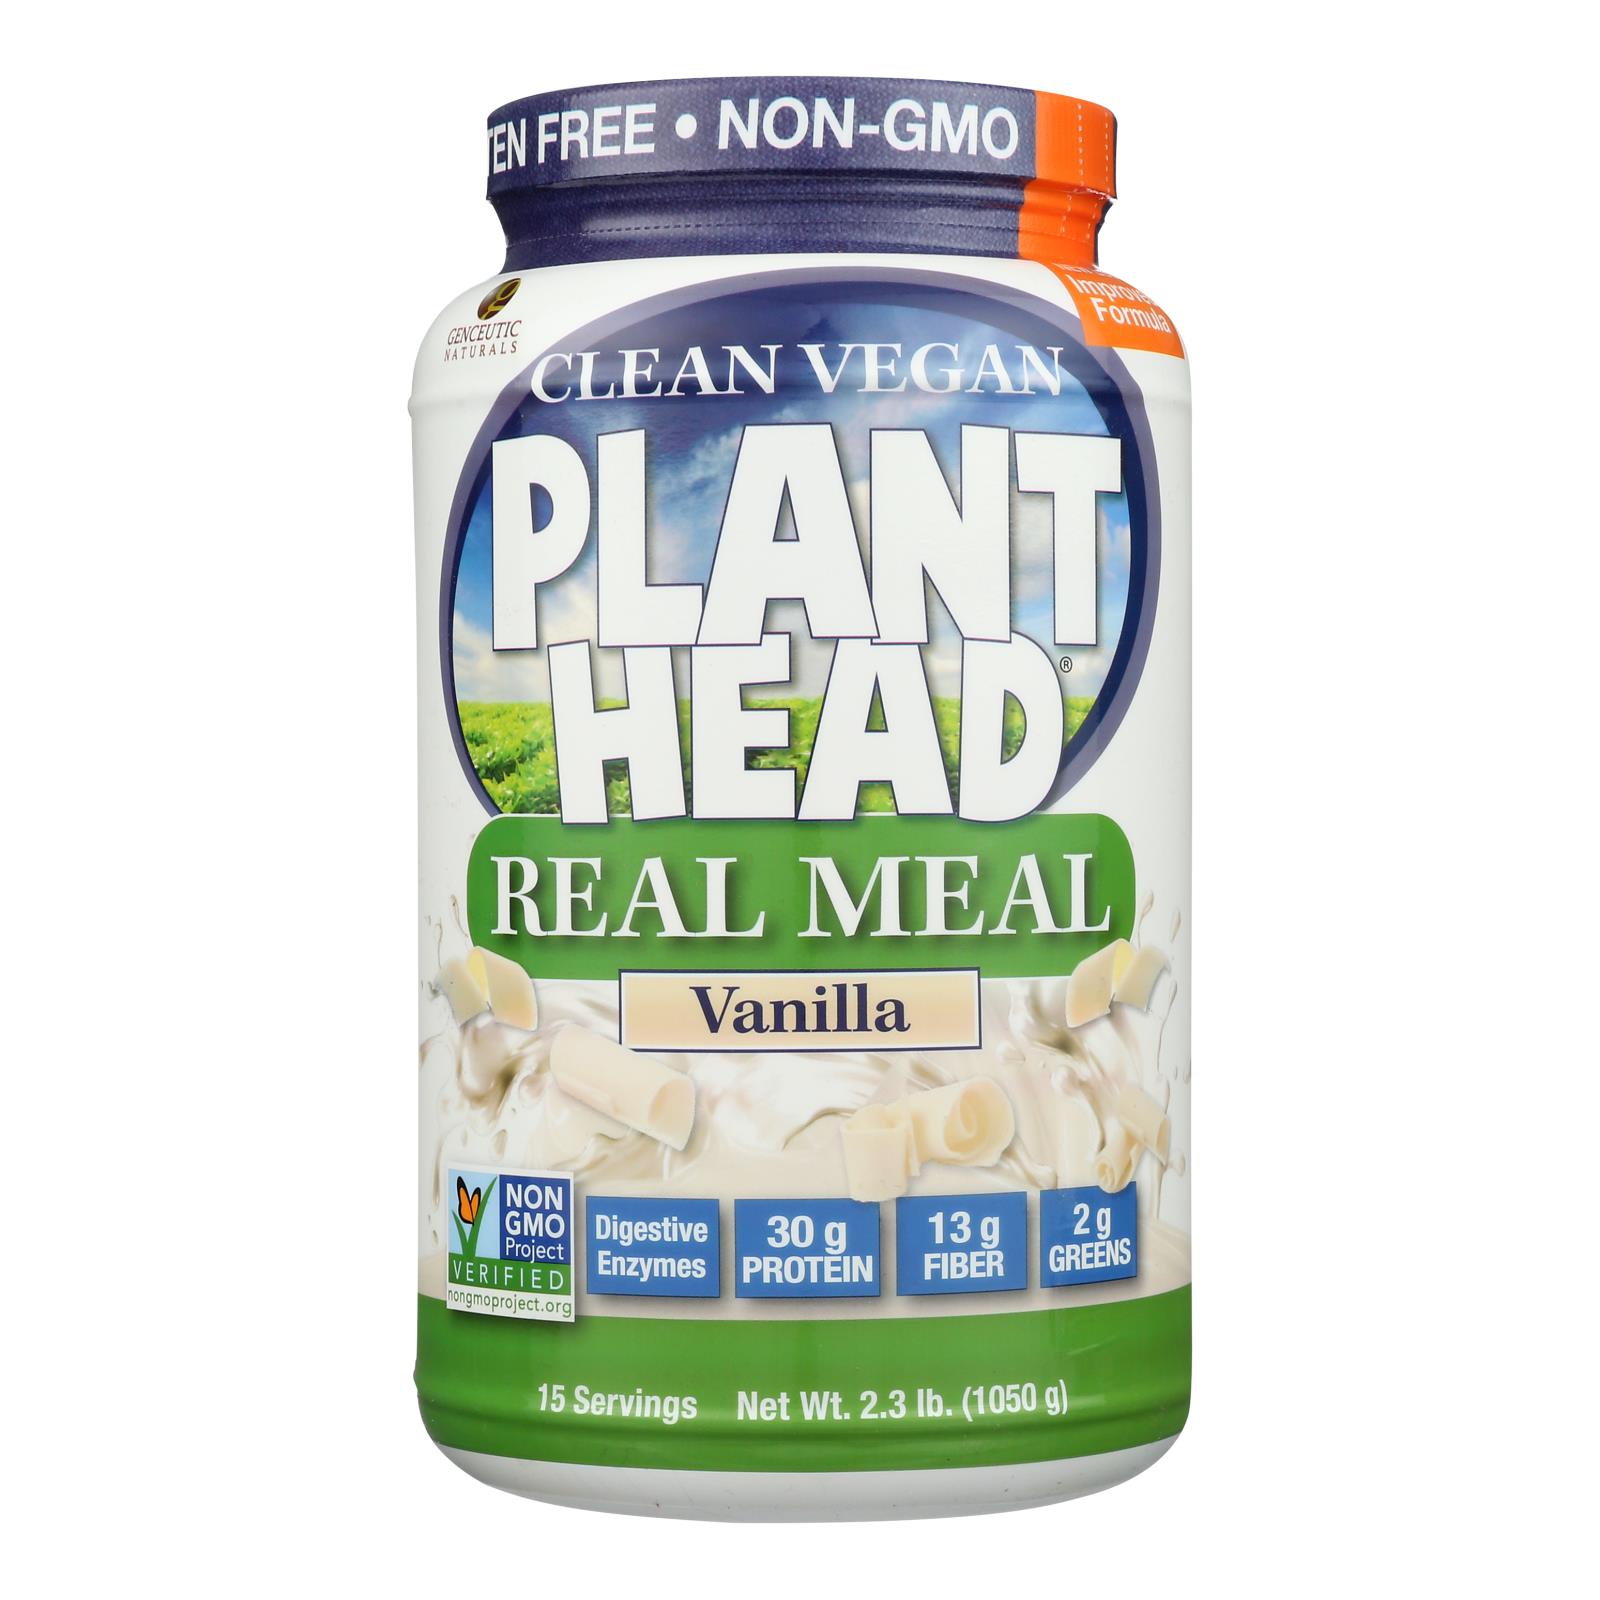 FREE • NON-GMO
Improved
Formula
GENCEUTIC
NATURALS
CLEAN VEGAN
PLANT
HEAD®
REAL MEAL
Vanilla
NON
GMO
Project
VERIFIED
nongmoproject.org
Digestive
Enzymes
30 g
PROTEIN
13 g
FIBER
2 g
GREENS
15 Servings Net Wt. 2.3 lb. (1050 g)